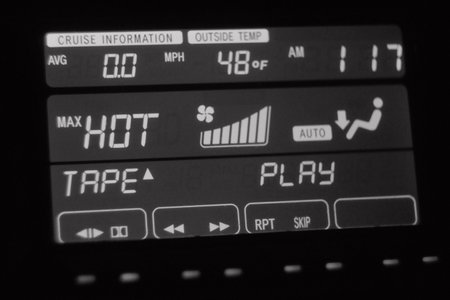 CRUISE INFORMATION OUTSIDE TEMP
AVG 0.0 MPH 48°F AM 1 17
MAX HOT AUTO
TAPE▲ PLAY
◀|▶ ◀◀ ▶▶ RPT SKIP